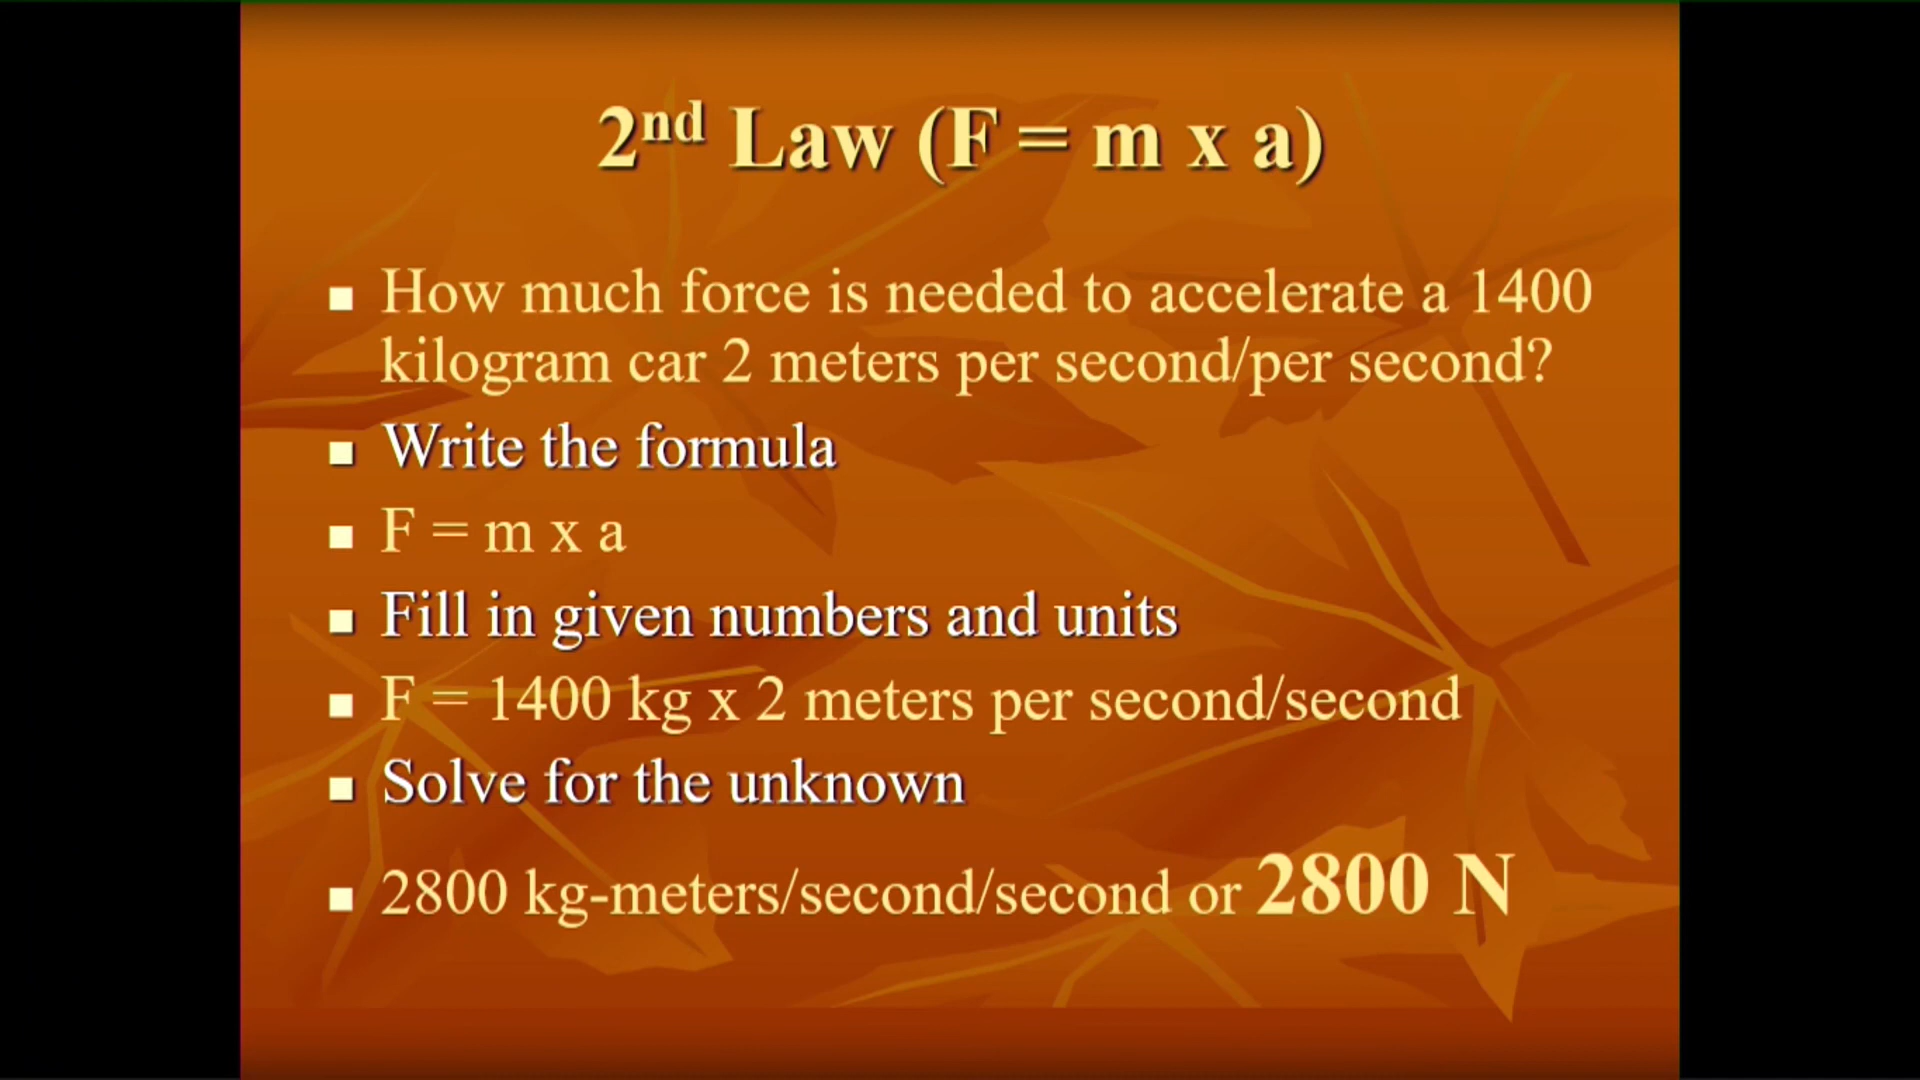 2nd Law (F = m x a)
How much force is needed to accelerate a 1400
kilogram car 2 meters per second/per second?
Write the formula
F = m x a
Fill in given numbers and units
F = 1400 kg x 2 meters per second/second
Solve for the unknown
2800 kg-meters/second/second or 2800 N